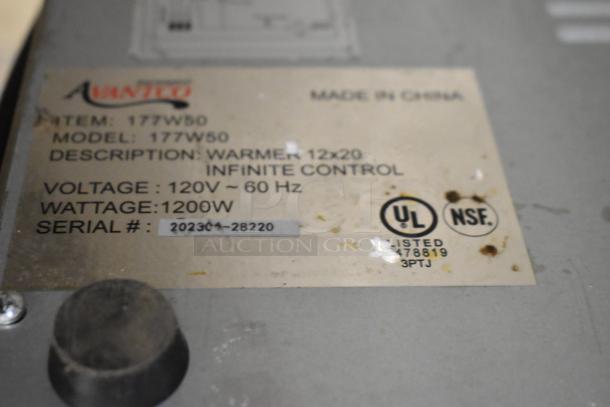 AVANTCO
MADE IN CHINA
ITEM: 177W50
MODEL: 177W50
DESCRIPTION: WARMER 12x20
INFINITE CONTROL
VOLTAGE : 120V ~ 60 Hz
WATTAGE:1200W
SERIAL # : 
UL
NSF.
LISTED
478819
3PTJ
PCI
AUCTION GROUP